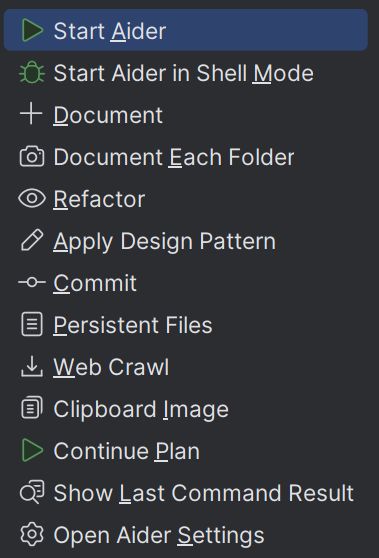 Start Aider
Start Aider in Shell Mode
Document
Document Each Folder
Refactor
Apply Design Pattern
Commit
Persistent Files
Web Crawl
Clipboard Image
Continue Plan
Show Last Command Result
Open Aider Settings